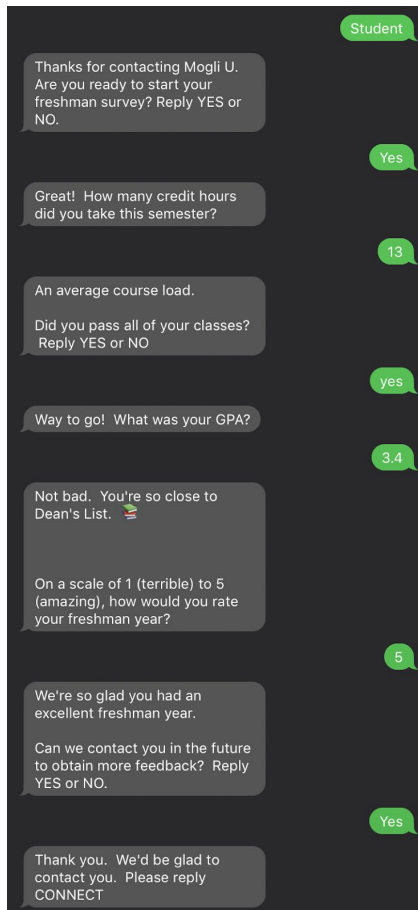 Student
Thanks for contacting Mogli U.
Are you ready to start your
freshman survey? Reply YES or
NO.
Yes
Great!  How many credit hours
did you take this semester?
13
An average course load.
Did you pass all of your classes?
Reply YES or NO
yes
Way to go!  What was your GPA?
3.4
Not bad.  You're so close to
Dean's List. 📚
On a scale of 1 (terrible) to 5
(amazing), how would you rate
your freshman year?
5
We're so glad you had an
excellent freshman year.
Can we contact you in the future
to obtain more feedback?  Reply
YES or NO.
Yes
Thank you.  We'd be glad to
contact you.  Please reply
CONNECT